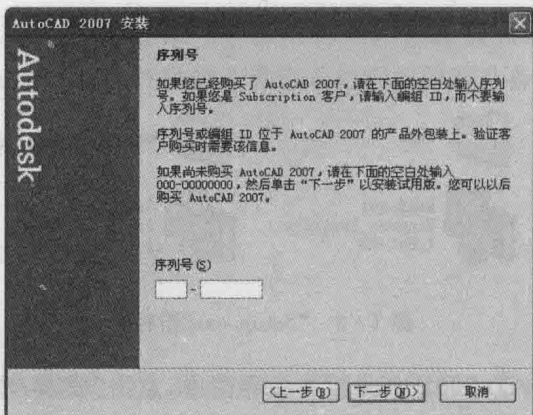 AutoCAD 2007 安装
Autodesk
序列号
如果您已经购买了 AutoCAD 2007，请在下面的空白处输入序列
号。如果您是 Subscription 客户，请输入编组 ID，而不要输
入序列号。
序列号或编组 ID 位于 AutoCAD 2007 的产品外包装上。验证客
户购买时需要该信息。
如果尚未购买 AutoCAD 2007，请在下面的空白处输入
000-00000000，然后单击“下一步”以安装试用版。您可以以后
购买 AutoCAD 2007。
序列号(S)
-
<上一步(B) 下一步(N)> 取消